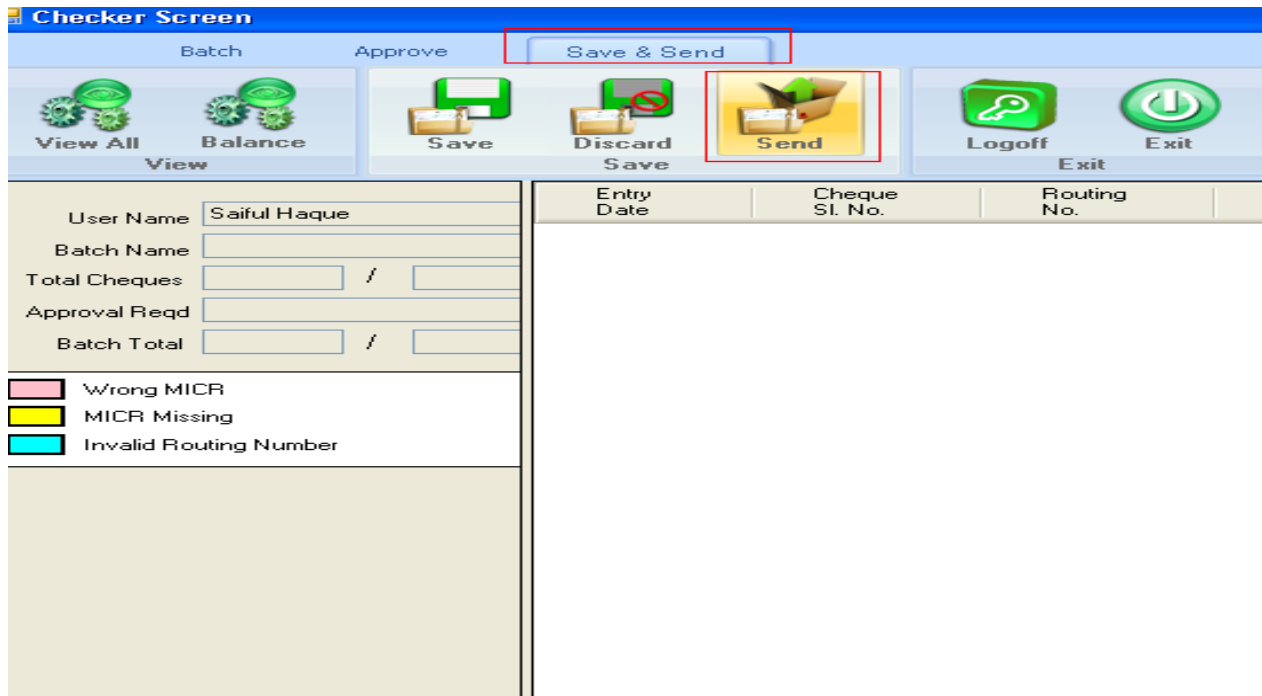 Checker Screen
Batch Approve Save & Send
View All Balance Save Discard Send Logoff Exit
View Save Exit
User Name Saiful Haque
Batch Name
Total Cheques /
Approval Reqd
Batch Total /
Wrong MICR
MICR Missing
Invalid Routing Number
Entry Cheque Routing
Date Sl. No. No.